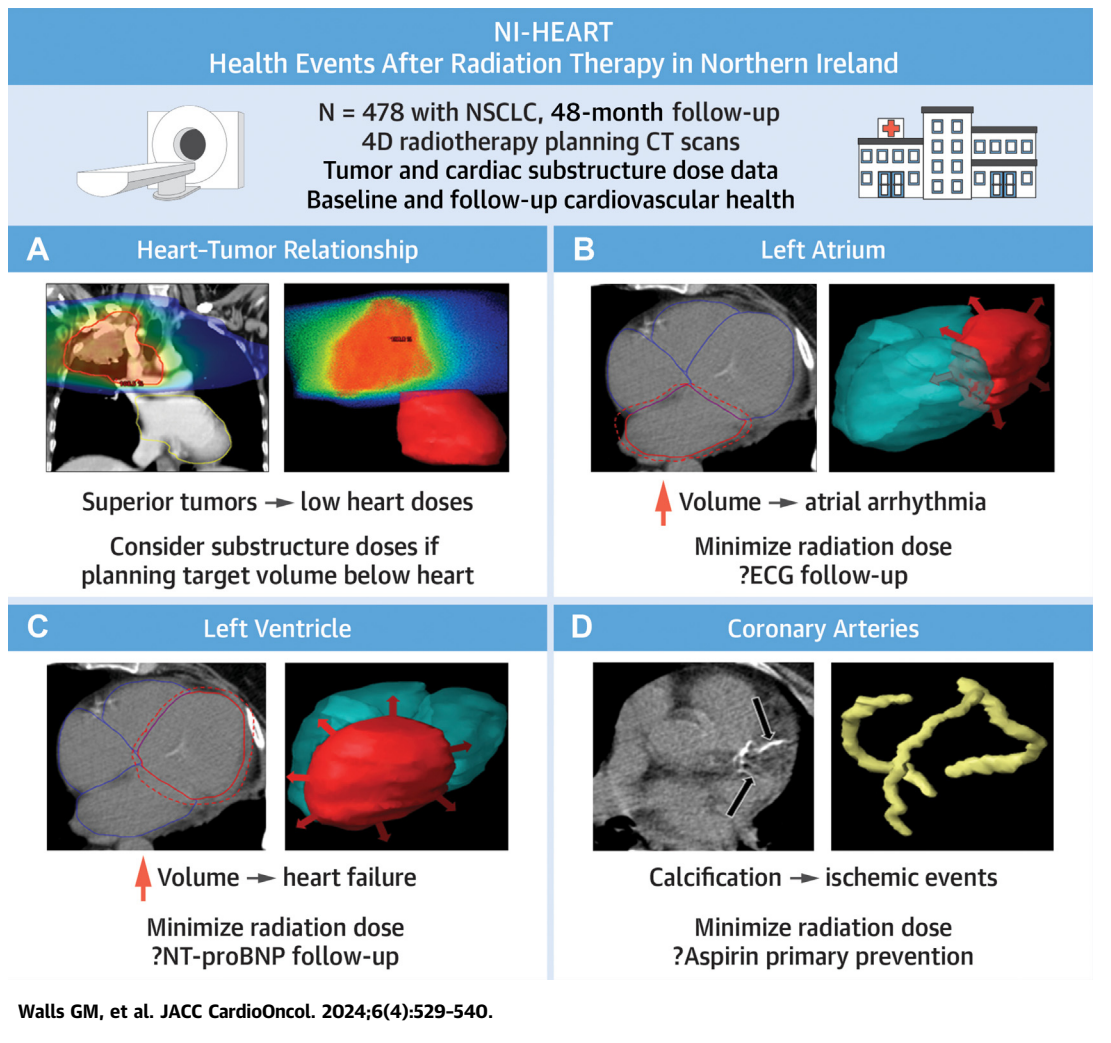 NI-HEART
Health Events After Radiation Therapy in Northern Ireland
N = 478 with NSCLC, 48-month follow-up
4D radiotherapy planning CT scans
Tumor and cardiac substructure dose data
Baseline and follow-up cardiovascular health
A
Heart–Tumor Relationship
Superior tumors → low heart doses
Consider substructure doses if
planning target volume below heart
B
Left Atrium
Volume → atrial arrhythmia
Minimize radiation dose
?ECG follow-up
C
Left Ventricle
Volume → heart failure
Minimize radiation dose
?NT-proBNP follow-up
D
Coronary Arteries
Calcification → ischemic events
Minimize radiation dose
?Aspirin primary prevention
Walls GM, et al. JACC CardioOncol. 2024;6(4):529–540.